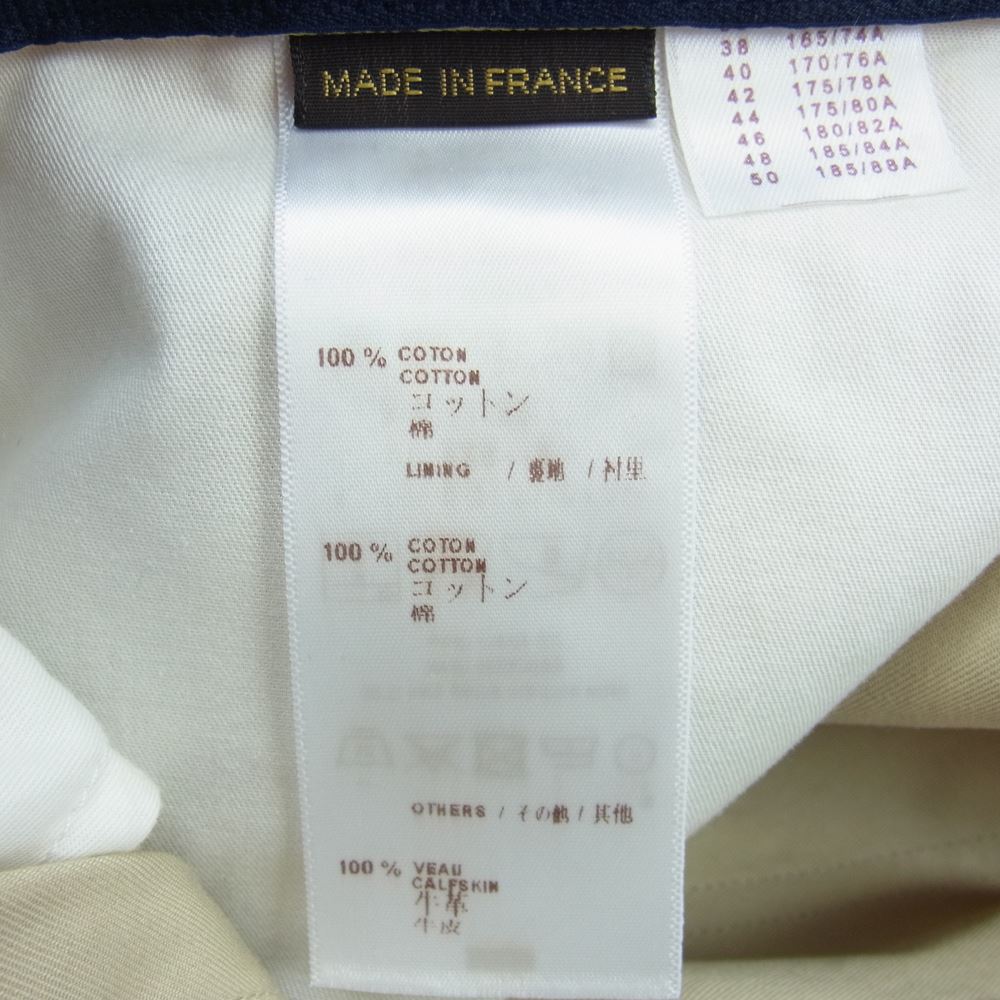 MADE IN FRANCE
38 165/74A
40 170/76A
42 175/78A
44 175/80A
46 180/82A
48 185/84A
50 185/88A
100 % COTON
COTTON
コットン
棉
LINING / 裏地 / 衬里
100 % COTON
COTTON
コットン
棉
OTHERS / その他 / 其他
100 % VEAU
CALFSKIN
牛革
牛皮